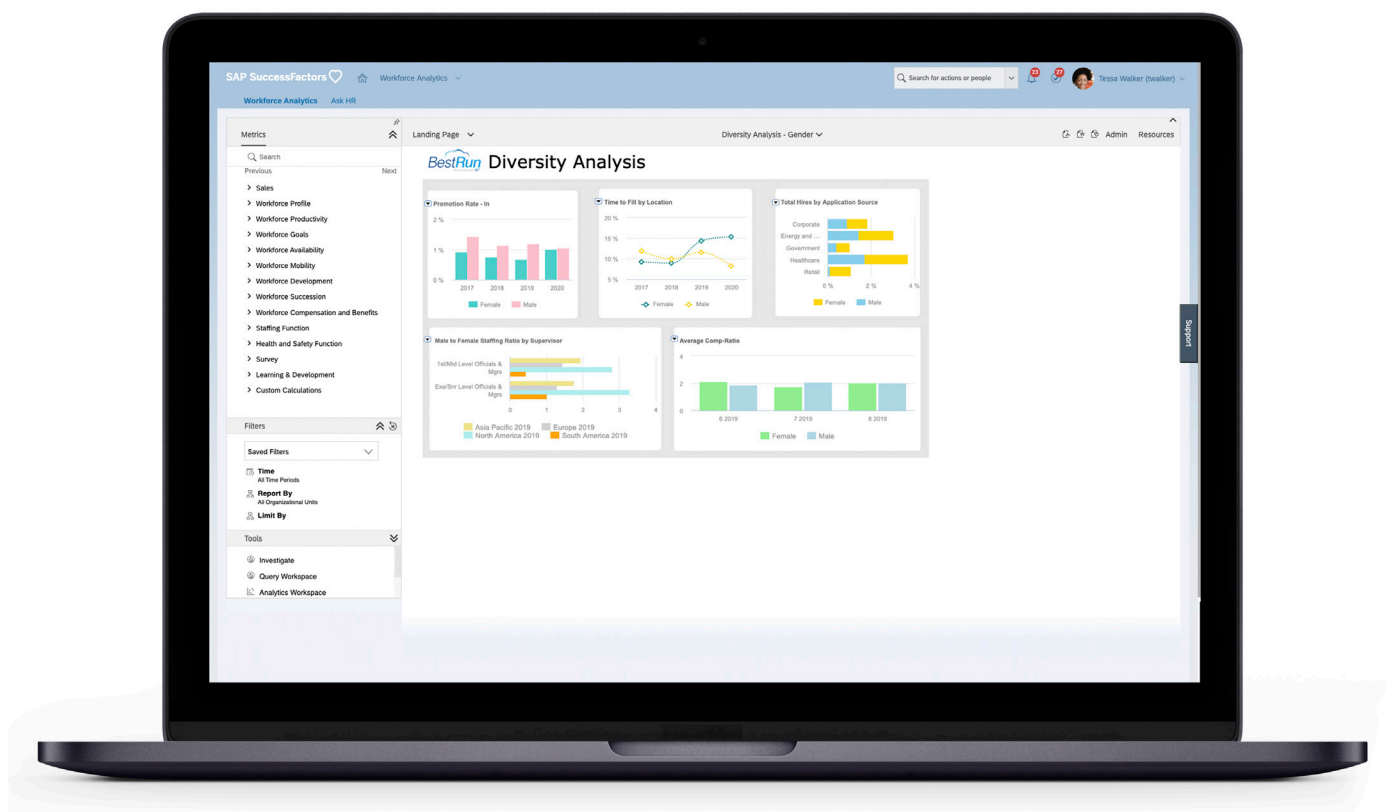 SAP SuccessFactors
Workforce Analytics
Search for actions or people
23
27
Tessa Walker (twalker)
Workforce Analytics
Ask HR
Metrics
Search
Previous
Next
Sales
Workforce Profile
Workforce Productivity
Workforce Goals
Workforce Availability
Workforce Mobility
Workforce Development
Workforce Succession
Workforce Compensation and Benefits
Staffing Function
Health and Safety Function
Survey
Learning & Development
Custom Calculations
Filters
Saved Filters
Time
All Time Periods
Report By
All Organizational Units
Limit By
Tools
Investigate
Query Workspace
Analytics Workspace
Landing Page
Diversity Analysis - Gender
Admin
Resources
BestRun Diversity Analysis
Promotion Rate - In
2 %
1 %
0 %
2017 2018 2019 2020
Female Male
Time to Fill by Location
20 %
15 %
10 %
5 %
2017 2018 2019 2020
Female Male
Total Hires by Application Source
Corporate
Energy and ...
Government
Healthcare
Retail
0 % 2 % 4 %
Female Male
Male to Female Staffing Ratio by Supervisor
1st/Mid Level Officials &
Mgrs
Exe/Snr Level Officials &
Mgrs
0 1 2 3 4
Asia Pacific 2019 Europe 2019
North America 2019 South America 2019
Average Comp-Ratio
4
2
0
6 2019 7 2019 8 2019
Female Male
Support